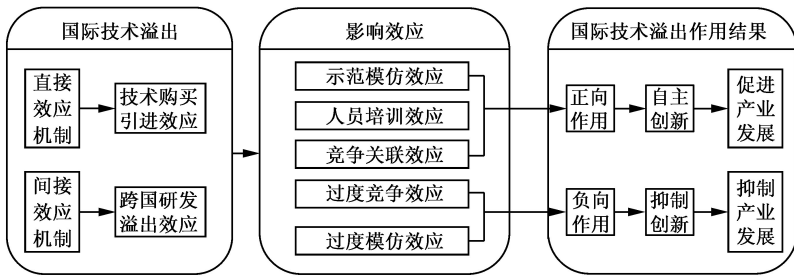 国际技术溢出
直接
效应
机制
技术购买
引进效应
间接
效应
机制
跨国研发
溢出效应
影响效应
示范模仿效应
人员培训效应
竞争关联效应
过度竞争效应
过度模仿效应
国际技术溢出作用结果
正向
作用
自主
创新
促进
产业
发展
负向
作用
抑制
创新
抑制
产业
发展